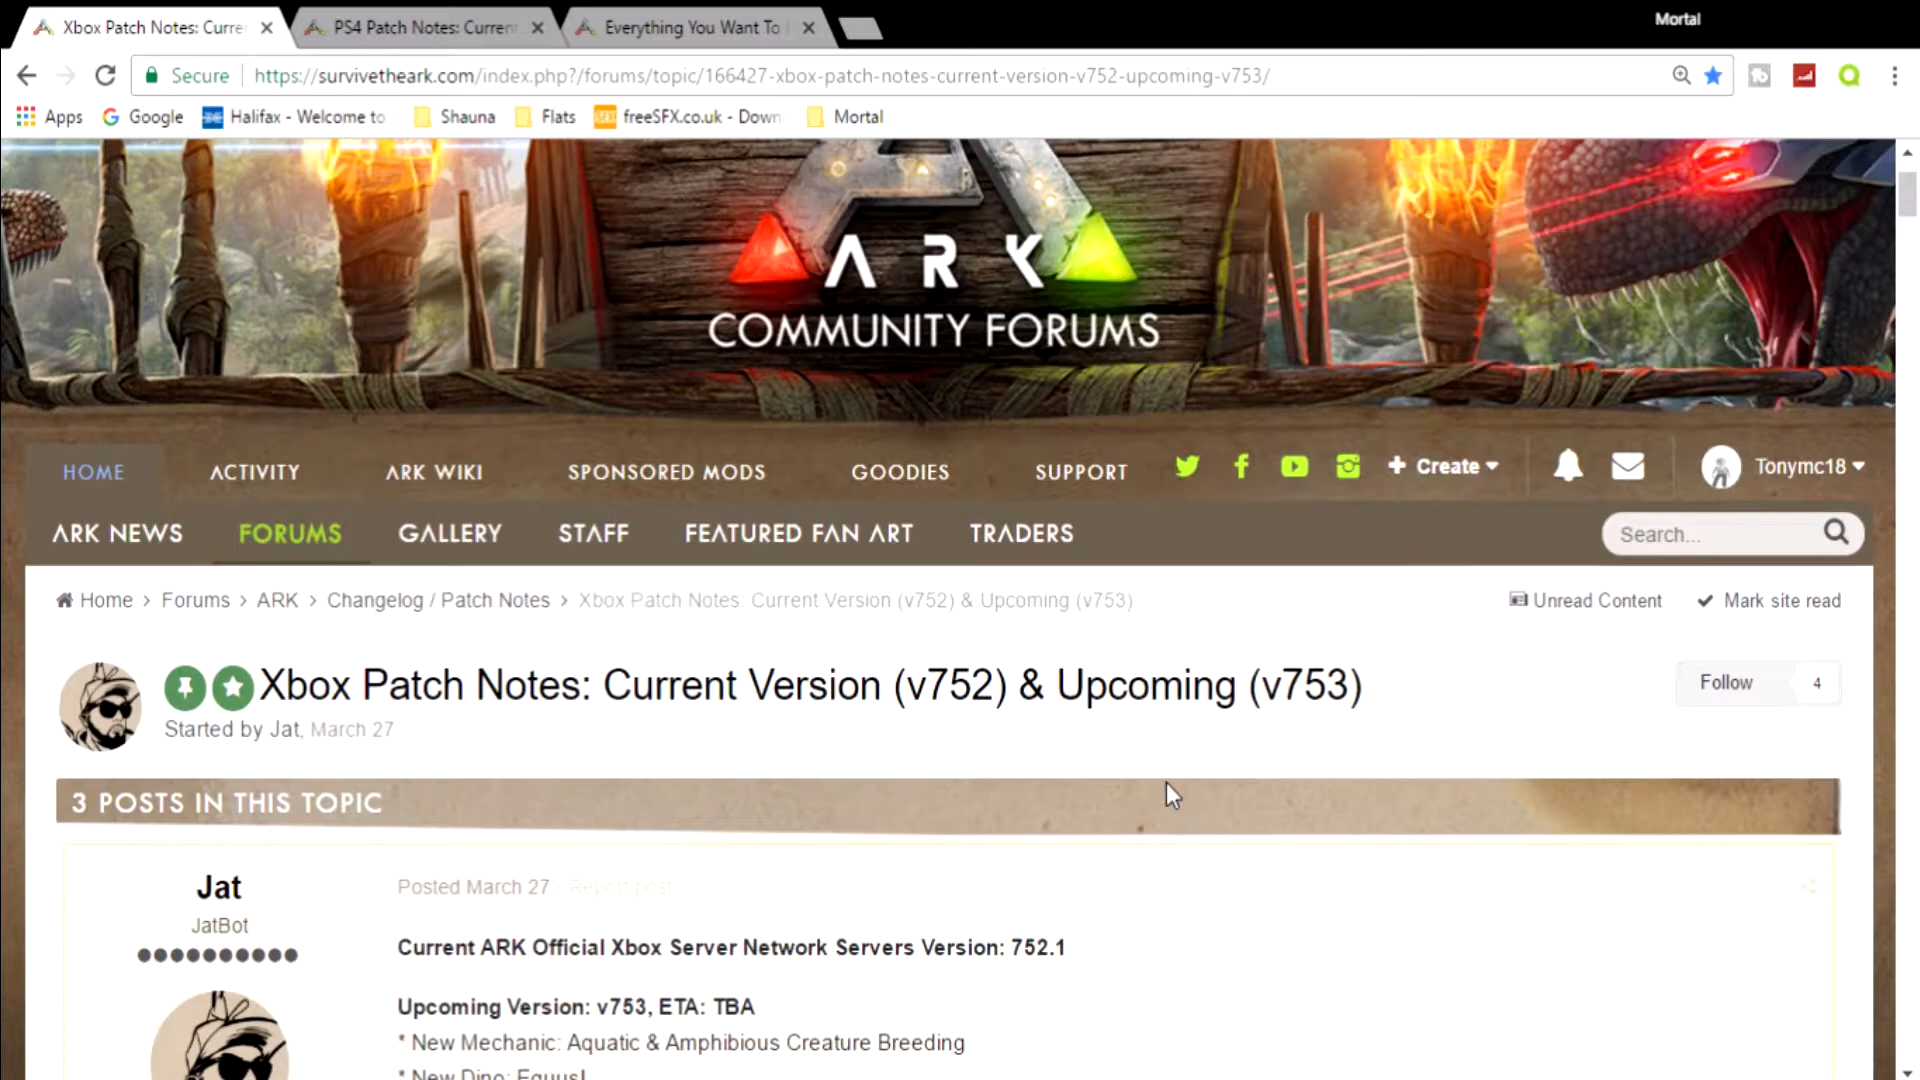 Mortal
Xbox Patch Notes: Curre
PS4 Patch Notes: Current
Everything You Want To
Secure
https://survivetheark.com/index.php?/forums/topic/166427-xbox-patch-notes-current-version-v752-upcoming-v753/
Apps
Google
Halifax - Welcome to
Shauna
Flats
freeSFX.co.uk - Down
Mortal
ARK
COMMUNITY FORUMS
HOME
ACTIVITY
ARK WIKI
SPONSORED MODS
GOODIES
SUPPORT
+ Create
Tonymc18
ARK NEWS
FORUMS
GALLERY
STAFF
FEATURED FAN ART
TRADERS
Search...
Home > Forums > ARK > Changelog / Patch Notes > Xbox Patch Notes: Current Version (v752) & Upcoming (v753)
Unread Content
Mark site read
Xbox Patch Notes: Current Version (v752) & Upcoming (v753)
Started by Jat, March 27
Follow
4
3 POSTS IN THIS TOPIC
Jat
JatBot
Posted March 27 · Report post
Current ARK Official Xbox Server Network Servers Version: 752.1
Upcoming Version: v753, ETA: TBA
* New Mechanic: Aquatic & Amphibious Creature Breeding
* New Dino: Equus!